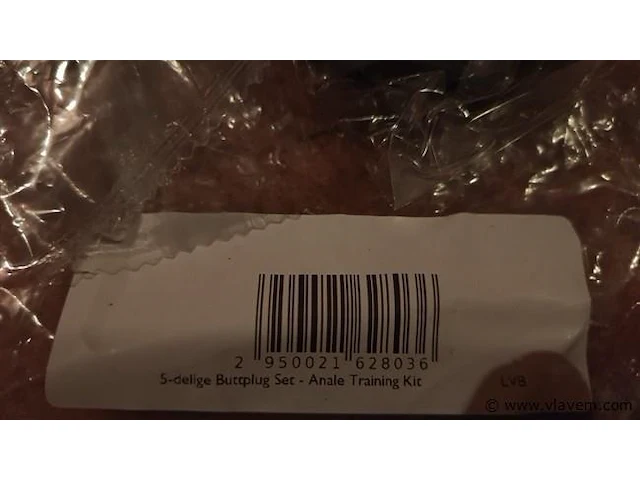 2 950021 628036
5-delige Buttplug Set - Anale Training Kit
LVB
© www.vlavem.com